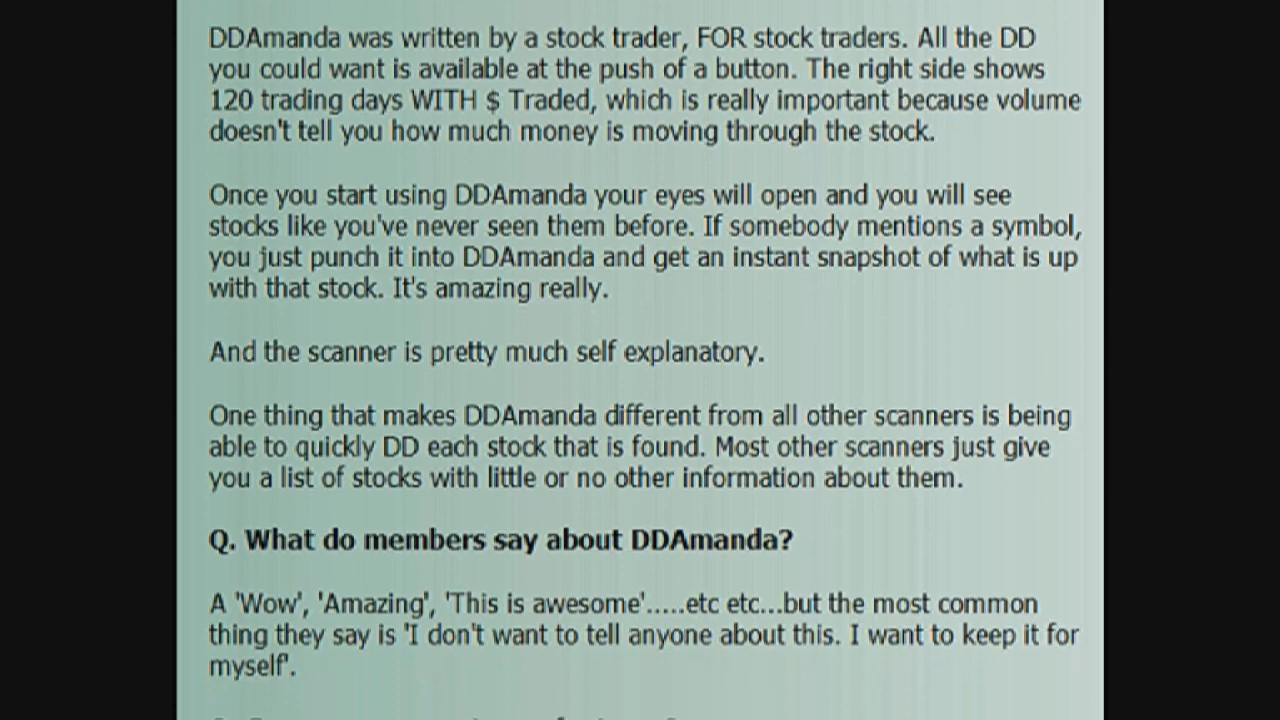 DDAmanda was written by a stock trader, FOR stock traders. All the DD
you could want is available at the push of a button. The right side shows
120 trading days WITH $ Traded, which is really important because volume
doesn't tell you how much money is moving through the stock.
Once you start using DDAmanda your eyes will open and you will see
stocks like you've never seen them before. If somebody mentions a symbol,
you just punch it into DDAmanda and get an instant snapshot of what is up
with that stock. It's amazing really.
And the scanner is pretty much self explanatory.
One thing that makes DDAmanda different from all other scanners is being
able to quickly DD each stock that is found. Most other scanners just give
you a list of stocks with little or no other information about them.
Q. What do members say about DDAmanda?
A 'Wow', 'Amazing', 'This is awesome'.....etc etc...but the most common
thing they say is 'I don't want to tell anyone about this. I want to keep it for
myself'.